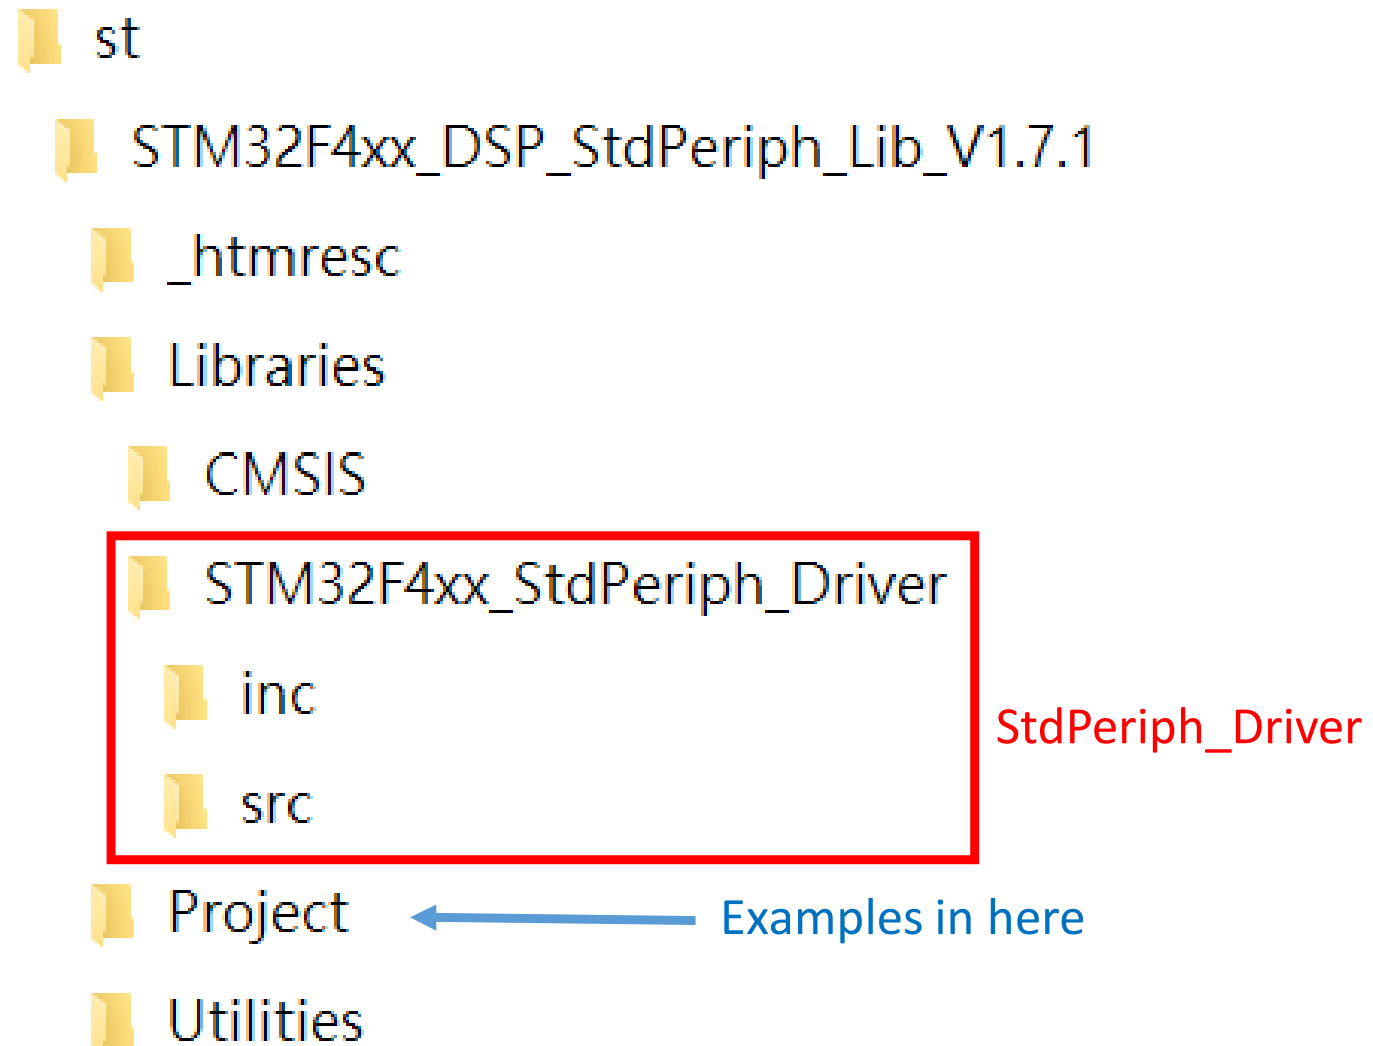 st
STM32F4xx_DSP_StdPeriph_Lib_V1.7.1
_htmresc
Libraries
CMSIS
STM32F4xx_StdPeriph_Driver
inc
StdPeriph_Driver
src
Project
Examples in here
Utilities